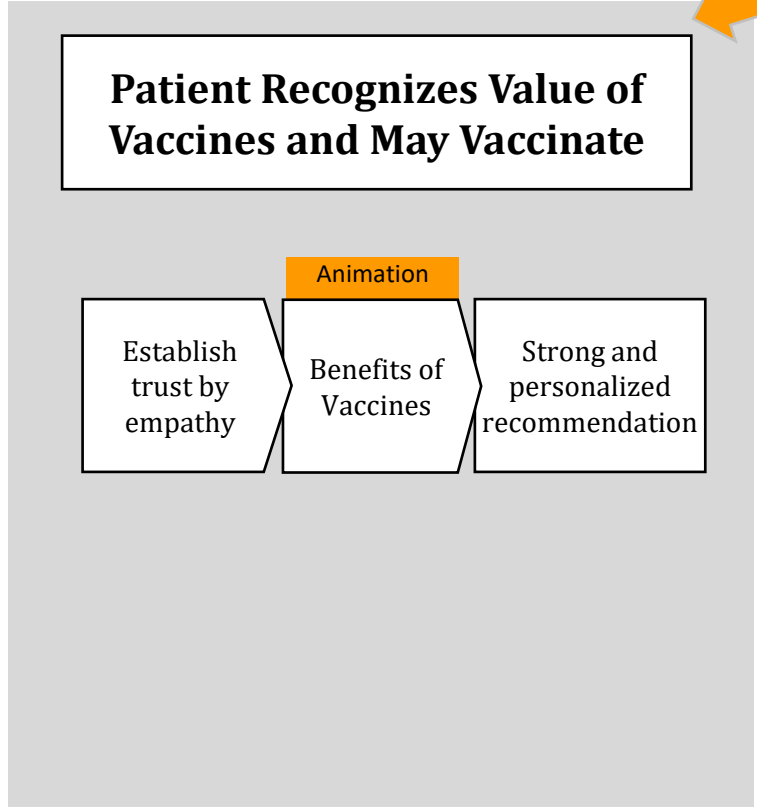 Patient Recognizes Value of
Vaccines and May Vaccinate
Animation
Establish
trust by
empathy
Benefits of
Vaccines
Strong and
personalized
recommendation